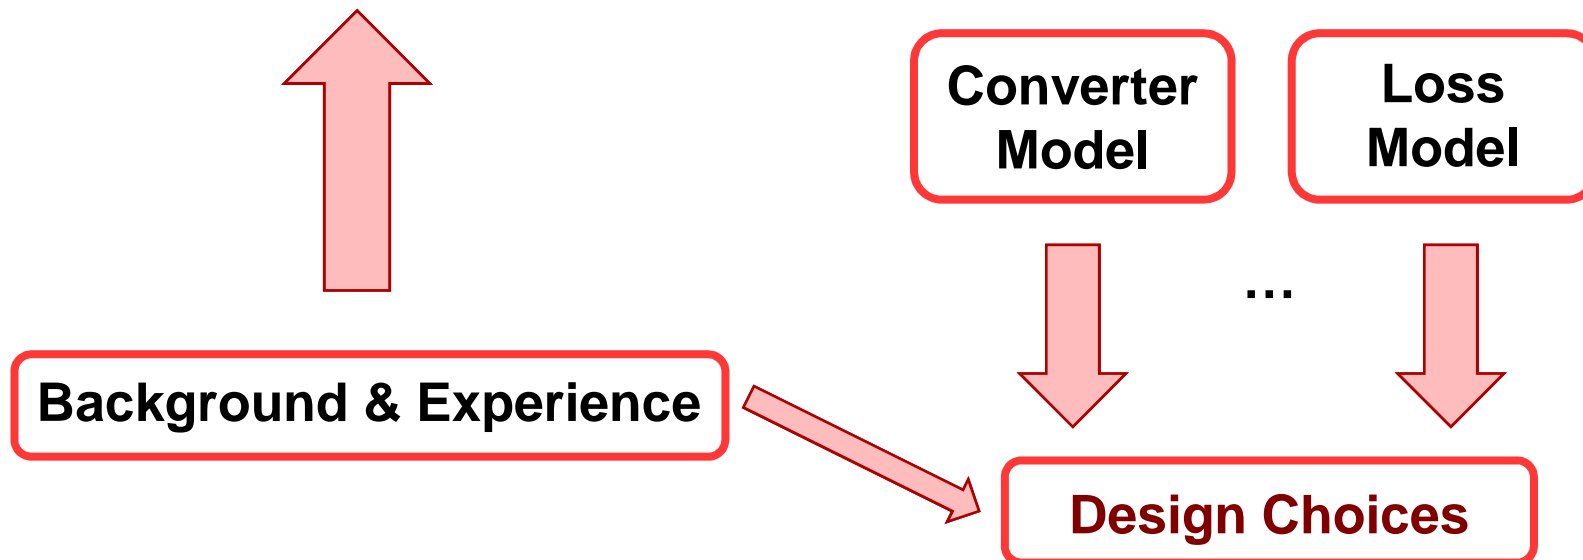 Converter
Model
Loss
Model
…
Background & Experience
Design Choices